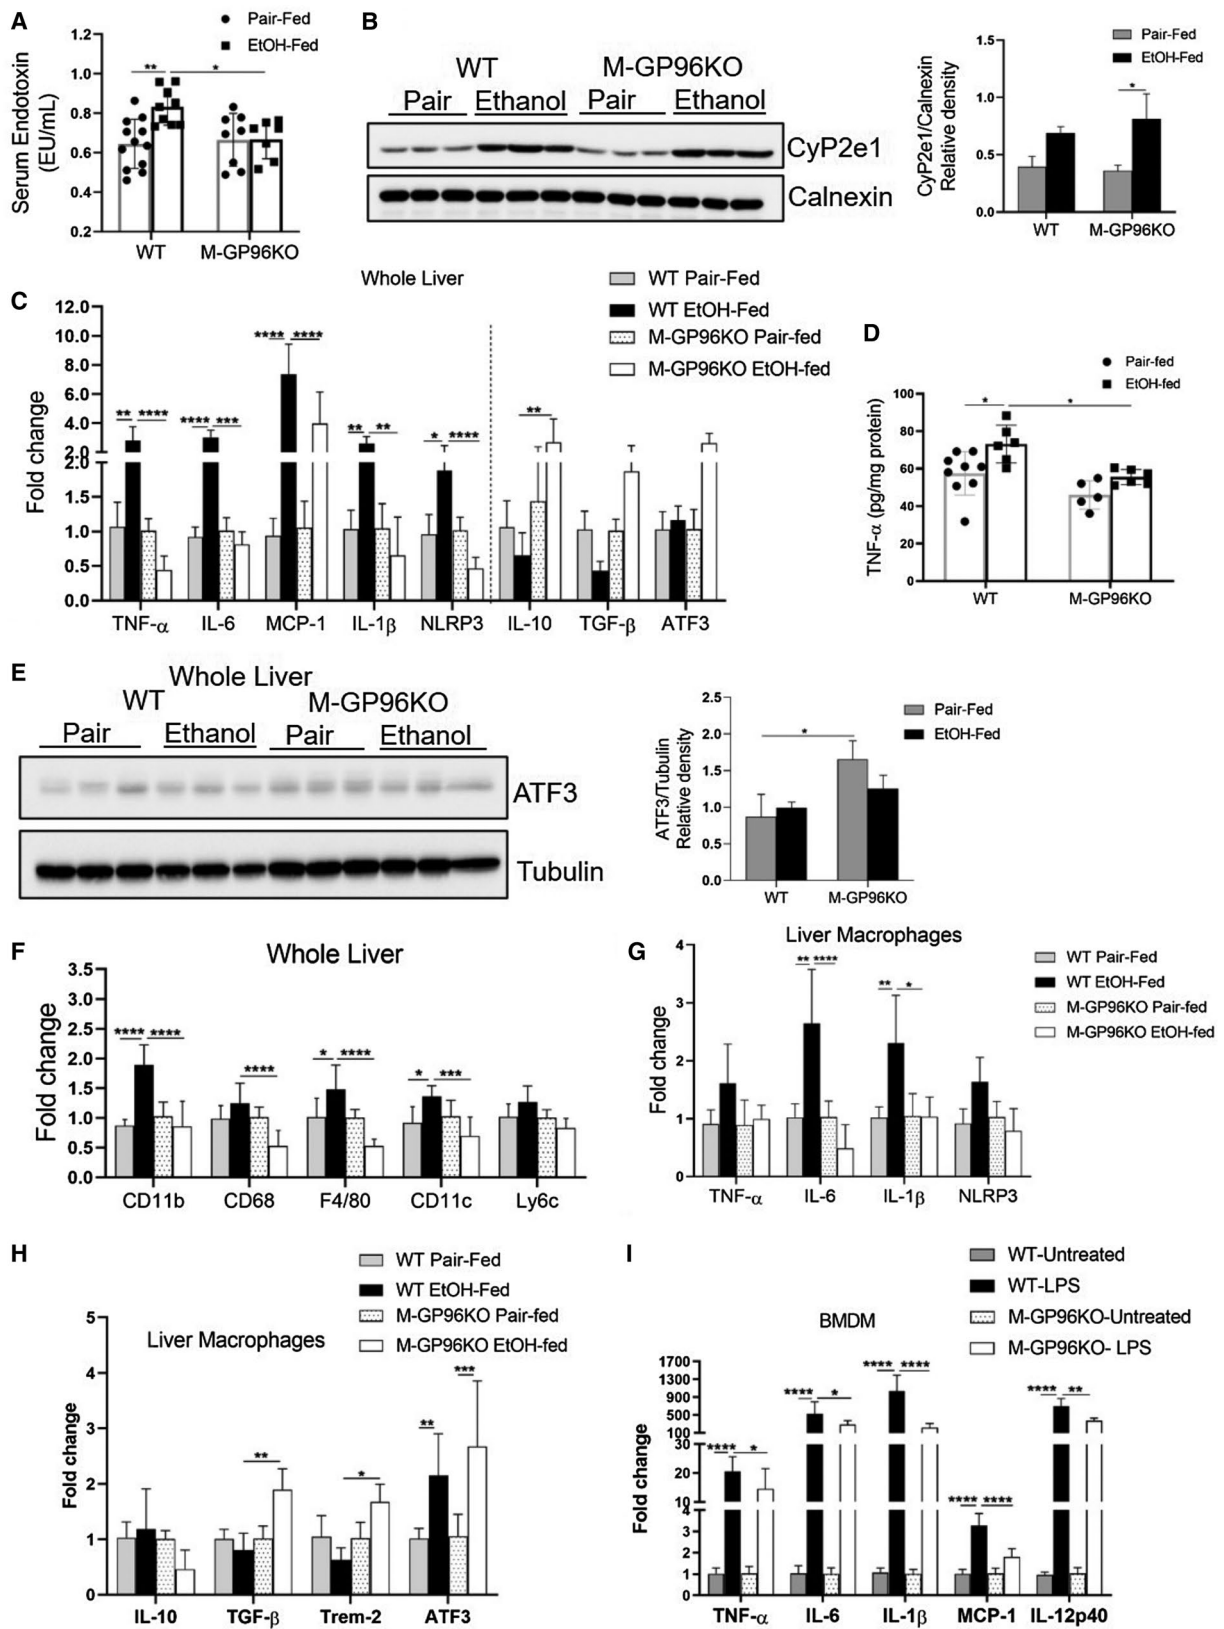 A
Pair-Fed
EtOH-Fed
Serum Endotoxin
(EU/mL)
1.2
1.0
0.8
0.6
0.4
0.2
**
*
WT
M-GP96KO
B
WT
M-GP96KO
Pair
Ethanol
Pair
Ethanol
CyP2e1
Calnexin
Pair-Fed
EtOH-Fed
CyP2e1/Calnexin
Relative density
1.5
1.0
0.5
0.0
*
WT
M-GP96KO
C
Whole Liver
WT Pair-Fed
WT EtOH-Fed
M-GP96KO Pair-fed
M-GP96KO EtOH-fed
Fold change
12.0
10.0
8.0
6.0
4.0
2.0
2.0
1.5
1.0
0.5
0.0
** ****
**** ***
**** ****
** **
* ****
**
TNF-α
IL-6
MCP-1
IL-1β
NLRP3
IL-10
TGF-β
ATF3
D
Pair-fed
EtOH-fed
TNF-α (pg/mg protein)
100
80
60
40
20
0
*
*
WT
M-GP96KO
E
Whole Liver
WT
M-GP96KO
Pair
Ethanol
Pair
Ethanol
ATF3
Tubulin
Pair-Fed
EtOH-Fed
ATF3/Tubulin
Relative density
2.5
2.0
1.5
1.0
0.5
0.0
*
WT
M-GP96KO
F
Whole Liver
Fold change
3.5
3.0
2.5
2.0
1.5
1.0
0.5
0.0
**** ****
****
* ****
* ***
CD11b
CD68
F4/80
CD11c
Ly6c
G
Liver Macrophages
WT Pair-Fed
WT EtOH-Fed
M-GP96KO Pair-fed
M-GP96KO EtOH-fed
Fold change
4
3
2
1
0
** ****
** *
TNF-α
IL-6
IL-1β
NLRP3
H
WT Pair-Fed
WT EtOH-Fed
M-GP96KO Pair-fed
M-GP96KO EtOH-fed
Liver Macrophages
Fold change
5
4
3
2
1
0
**
*
**
***
IL-10
TGF-β
Trem-2
ATF3
I
WT-Untreated
WT-LPS
M-GP96KO-Untreated
M-GP96KO- LPS
BMDM
Fold change
1700
1300
900
500
100
30
20
10
4
3
2
1
0
**** *
**** *
**** ****
**** ****
**** **
TNF-α
IL-6
IL-1β
MCP-1
IL-12p40